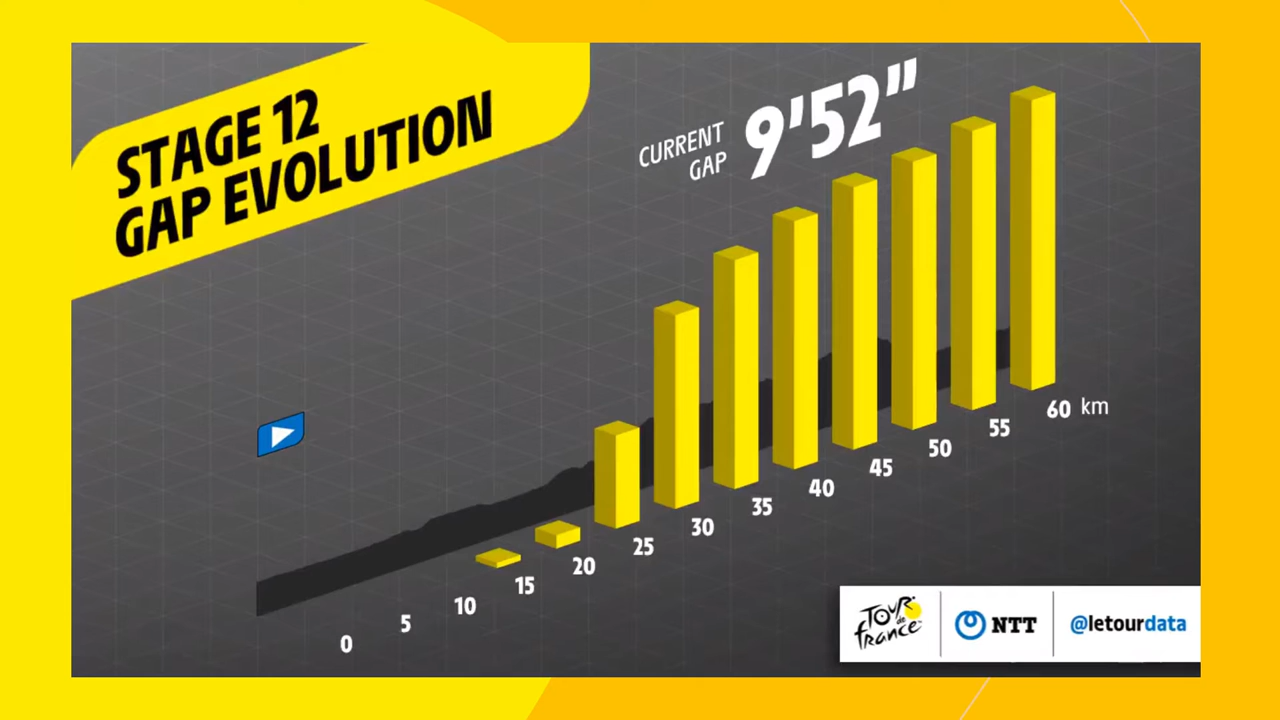 STAGE 12
GAP EVOLUTION
CURRENT
GAP
9'52"
0
5
10
15
20
25
30
35
40
45
50
55
60 km
TOUR
de
france
NTT
@letourdata